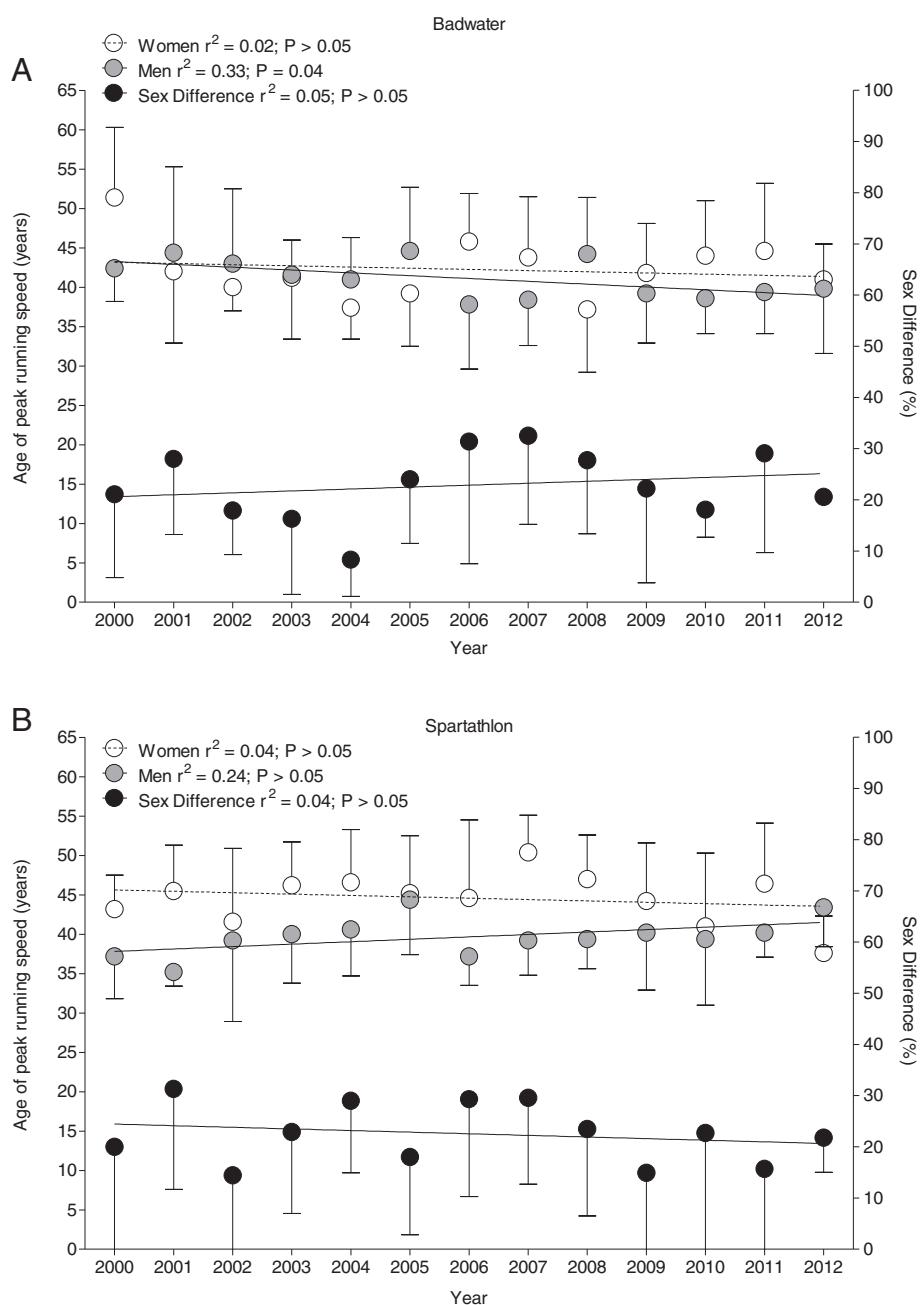 Badwater
A
Women r² = 0.02; P > 0.05
Men r² = 0.33; P = 0.04
Sex Difference r² = 0.05; P > 0.05
Age of peak running speed (years)
65
60
55
50
45
40
35
30
25
20
15
10
5
0
100
90
80
70
60
50
40
30
20
10
0
Sex Difference (%)
2000 2001 2002 2003 2004 2005 2006 2007 2008 2009 2010 2011 2012
Year
B
Spartathlon
Women r² = 0.04; P > 0.05
Men r² = 0.24; P > 0.05
Sex Difference r² = 0.04; P > 0.05
Age of peak running speed (years)
65
60
55
50
45
40
35
30
25
20
15
10
5
0
100
90
80
70
60
50
40
30
20
10
0
Sex Difference (%)
2000 2001 2002 2003 2004 2005 2006 2007 2008 2009 2010 2011 2012
Year